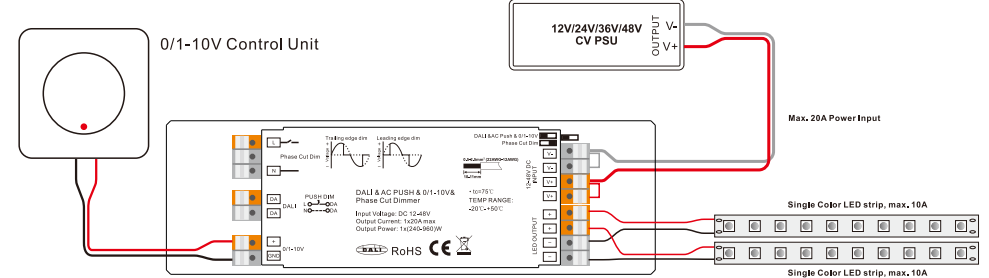 0/1-10V Control Unit
12V/24V/36V/48V
CV PSU
OUTPUT
V-
V+
Max. 20A Power Input
L
Phase Cut Dim
N
Trailing edge dim
Leading edge dim
Voltage
Voltage
DALI & AC Push & 0/1-10V
Phase Cut Dim
V-
V-
V+
V+
12-48V DC
INPUT
DA
DA
DALI
PUSH DIM
L
DA
N
DA
DALI & AC PUSH & 0/1-10V&
Phase Cut Dimmer
Input Voltage: DC 12-48V
Output Current: 1x20A max
Output Power: 1x(240-960)W
• tc=75℃
TEMP RANGE:
-20℃-+50℃
DALI
RoHS
CE
+
GND
0/1-10V
+
+
-
-
LED OUTPUT
Single Color LED strip, max. 10A
Single Color LED strip, max. 10A